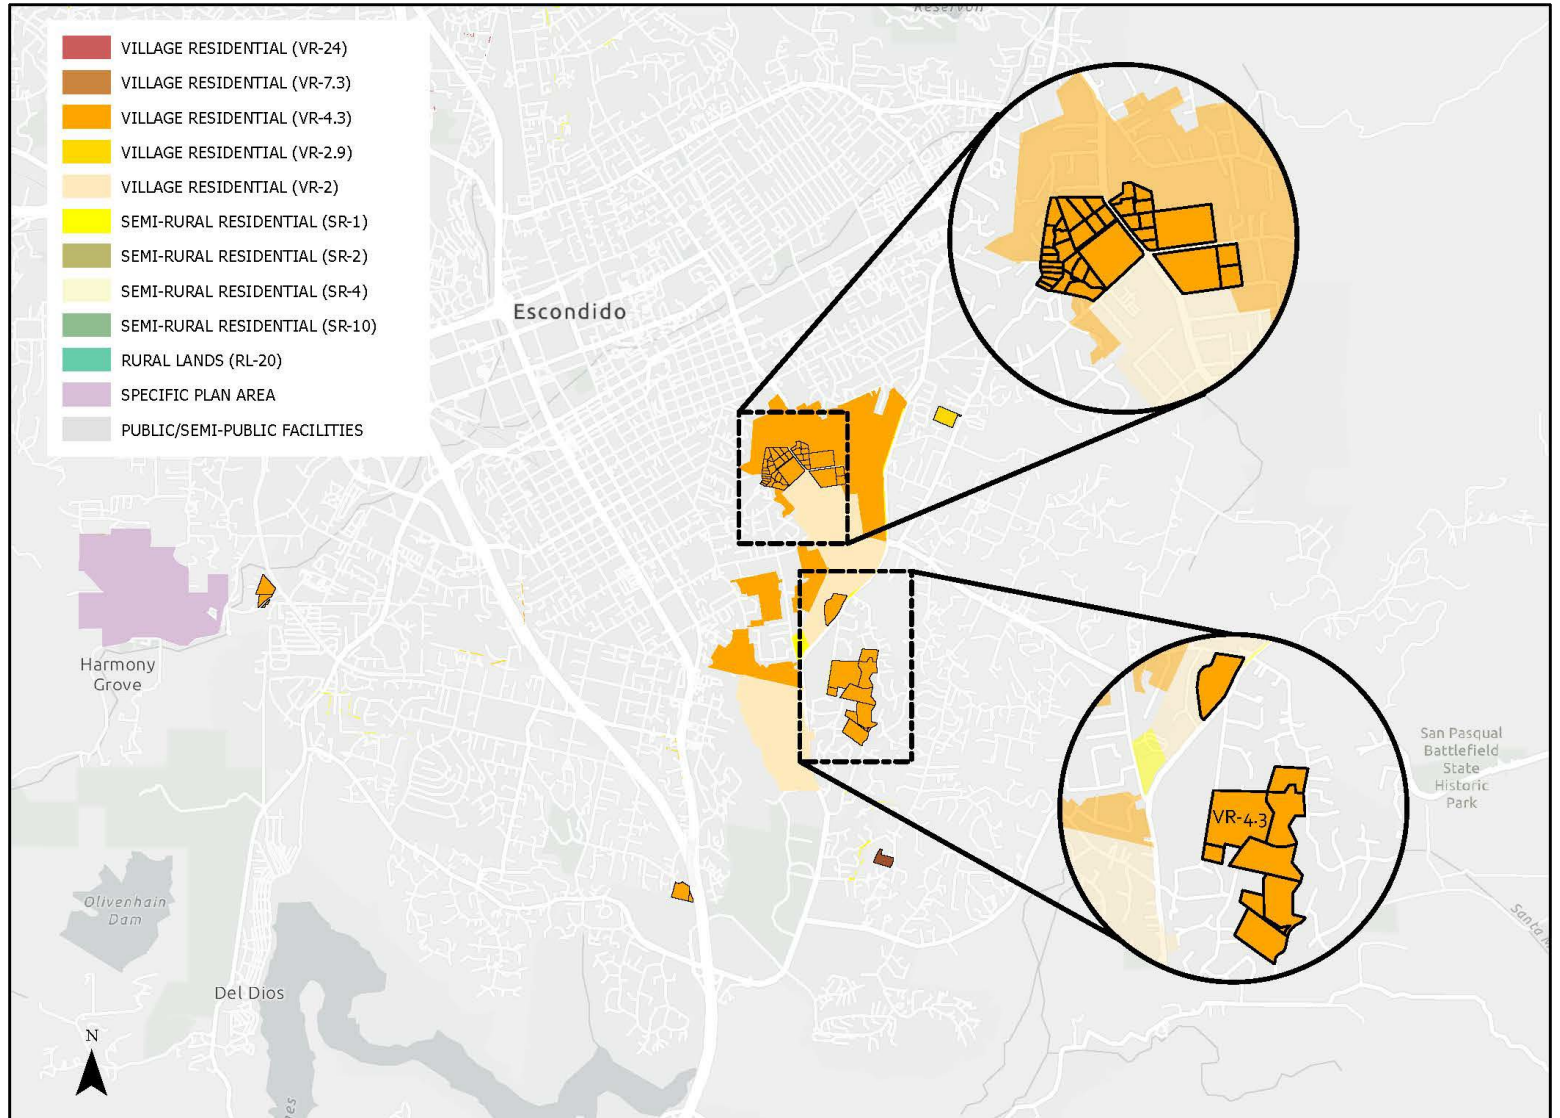 Reservoir
VILLAGE RESIDENTIAL (VR-24)
VILLAGE RESIDENTIAL (VR-7.3)
VILLAGE RESIDENTIAL (VR-4.3)
VILLAGE RESIDENTIAL (VR-2.9)
VILLAGE RESIDENTIAL (VR-2)
SEMI-RURAL RESIDENTIAL (SR-1)
SEMI-RURAL RESIDENTIAL (SR-2)
SEMI-RURAL RESIDENTIAL (SR-4)
SEMI-RURAL RESIDENTIAL (SR-10)
RURAL LANDS (RL-20)
SPECIFIC PLAN AREA
PUBLIC/SEMI-PUBLIC FACILITIES
Escondido
Harmony
Grove
San Pasqual
Battlefield
State
Historic
Park
VR-4.3
Olivenhain
Dam
Del Dios
N